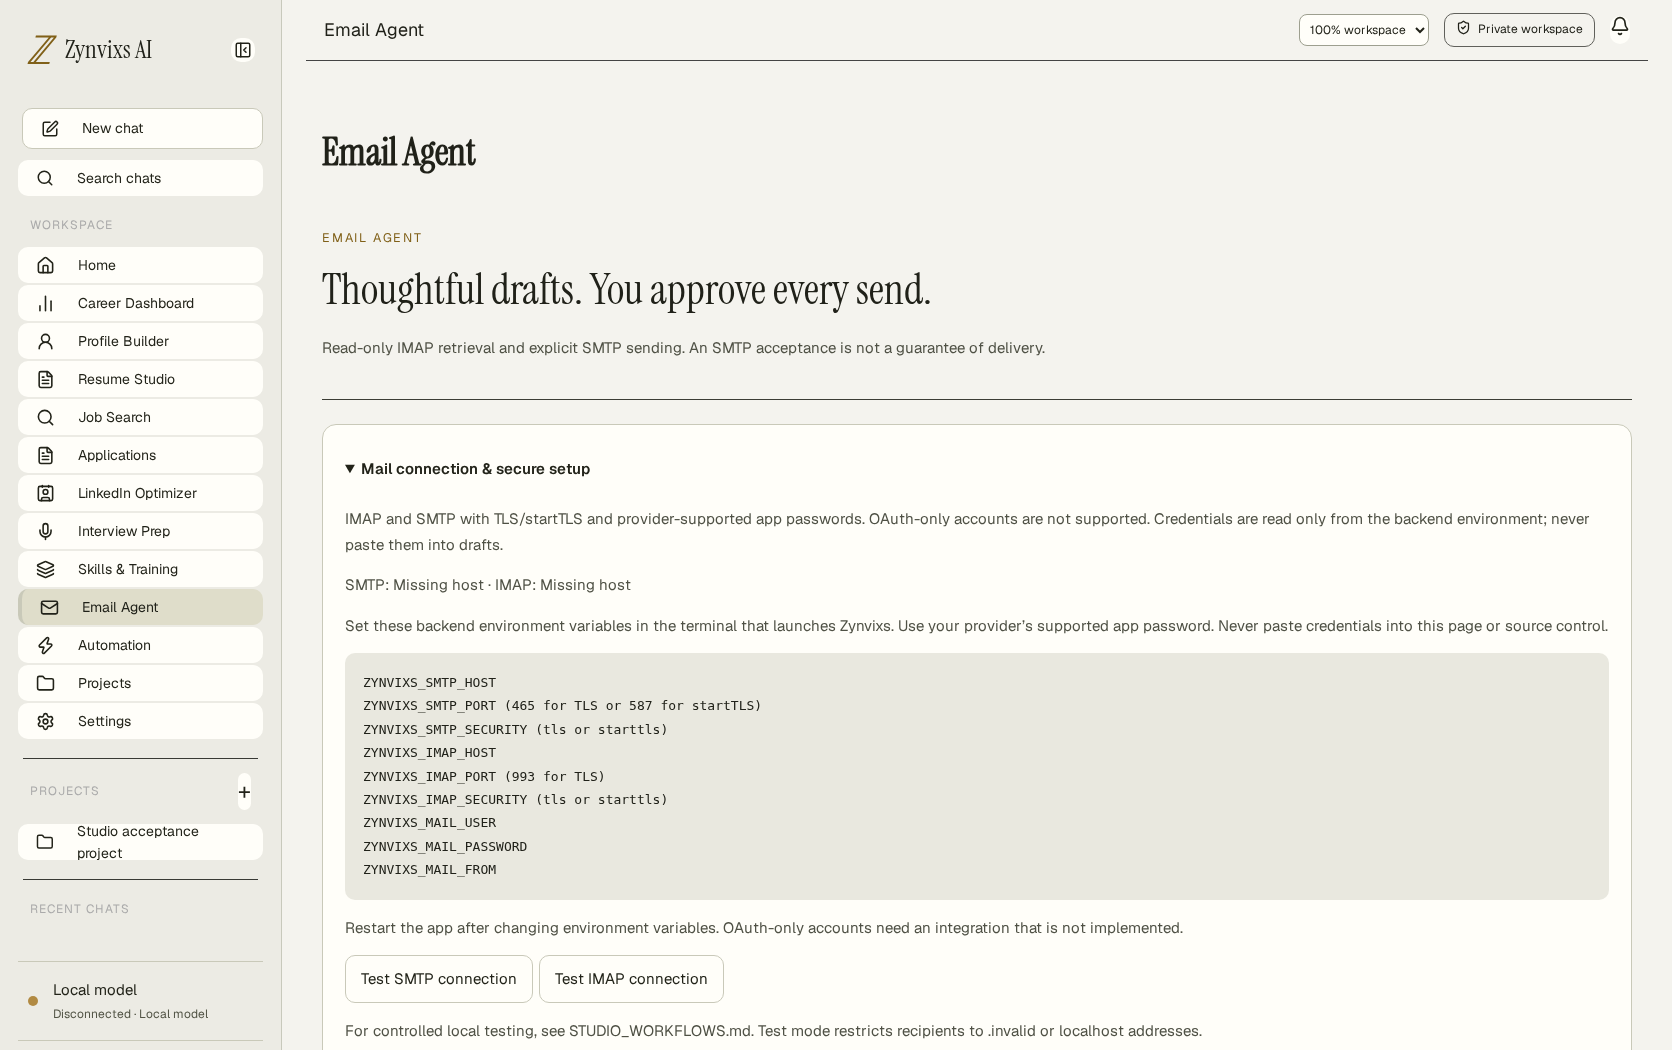 Zynvixs AI
New chat
Search chats
WORKSPACE
Home
Career Dashboard
Profile Builder
Resume Studio
Job Search
Applications
LinkedIn Optimizer
Interview Prep
Skills & Training
Email Agent
Automation
Projects
Settings
PROJECTS
+
Studio acceptance
project
RECENT CHATS
Local model
Disconnected · Local model
Email Agent
100% workspace
Private workspace
Email Agent
EMAIL AGENT
Thoughtful drafts. You approve every send.
Read-only IMAP retrieval and explicit SMTP sending. An SMTP acceptance is not a guarantee of delivery.
Mail connection & secure setup
IMAP and SMTP with TLS/startTLS and provider-supported app passwords. OAuth-only accounts are not supported. Credentials are read only from the backend environment; never
paste them into drafts.
SMTP: Missing host · IMAP: Missing host
Set these backend environment variables in the terminal that launches Zynvixs. Use your provider’s supported app password. Never paste credentials into this page or source control.
ZYNVIXS_SMTP_HOST
ZYNVIXS_SMTP_PORT (465 for TLS or 587 for startTLS)
ZYNVIXS_SMTP_SECURITY (tls or starttls)
ZYNVIXS_IMAP_HOST
ZYNVIXS_IMAP_PORT (993 for TLS)
ZYNVIXS_IMAP_SECURITY (tls or starttls)
ZYNVIXS_MAIL_USER
ZYNVIXS_MAIL_PASSWORD
ZYNVIXS_MAIL_FROM
Restart the app after changing environment variables. OAuth-only accounts need an integration that is not implemented.
Test SMTP connection
Test IMAP connection
For controlled local testing, see STUDIO_WORKFLOWS.md. Test mode restricts recipients to .invalid or localhost addresses.